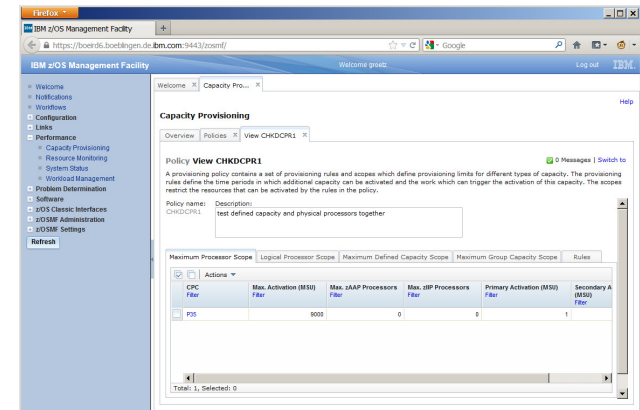 Firefox
IBM z/OS Management Facility
https://boeird6.boeblingen.de.ibm.com:9443/zosmf/
Google
IBM z/OS Management Facility
Welcome groetz
Log out
IBM.
Welcome
Notifications
Workflows
Configuration
Links
Performance
Capacity Provisioning
Resource Monitoring
System Status
Workload Management
Problem Determination
Software
z/OS Classic Interfaces
z/OSMF Administration
z/OSMF Settings
Refresh
Welcome X Capacity Pro... X
Help
Capacity Provisioning
Overview Policies X View CHKDCPR1 X
Policy View CHKDCPR1
0 Messages | Switch to
A provisioning policy contains a set of provisioning rules and scopes which define provisioning limits for different types of capacity. The provisioning
rules define the time periods in which additional capacity can be activated and the work which can trigger the activation of this capacity. The scopes
restrict the resources that can be activated by the rules in the policy.
Policy name: Description:
CHKDCPR1 test defined capacity and physical processors together
Maximum Processor Scope Logical Processor Scope Maximum Defined Capacity Scope Maximum Group Capacity Scope Rules
Actions
CPC Max. Activation (MSU) Max. zAAP Processors Max. zIIP Processors Primary Activation (MSU) Secondary A
(MSU)
Filter Filter Filter Filter Filter Filter
P35 9000 0 0 1
Total: 1, Selected: 0